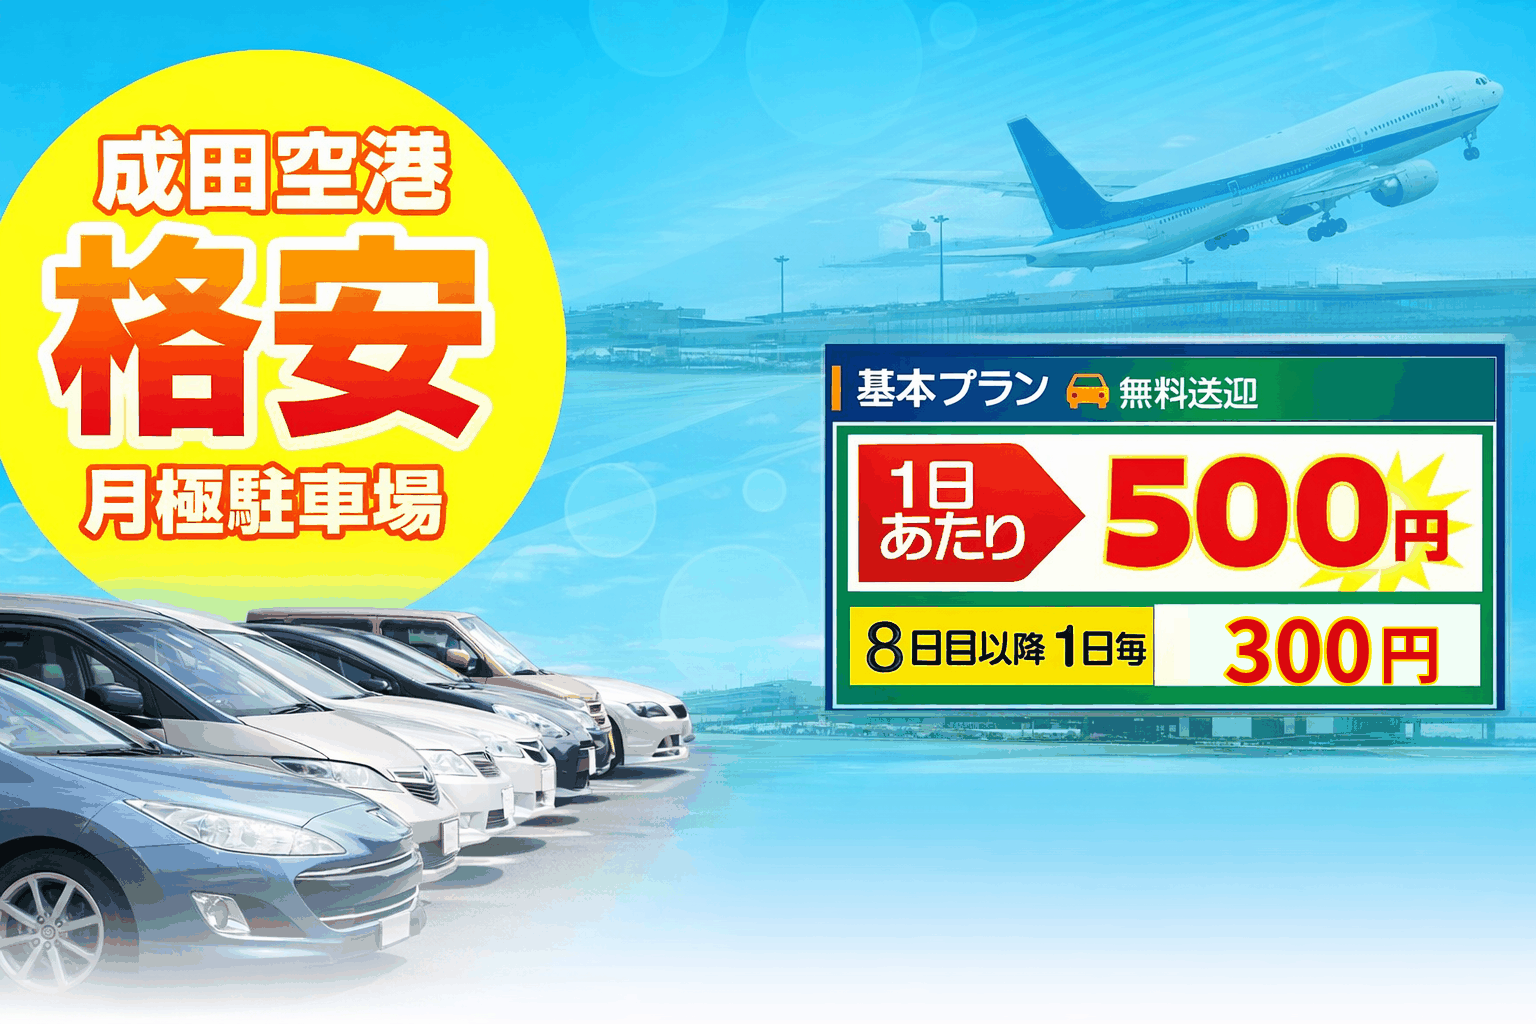 成田空港
格安
月極駐車場
基本プラン 無料送迎
1日
あたり
500円
8日目以降 1日毎
300円